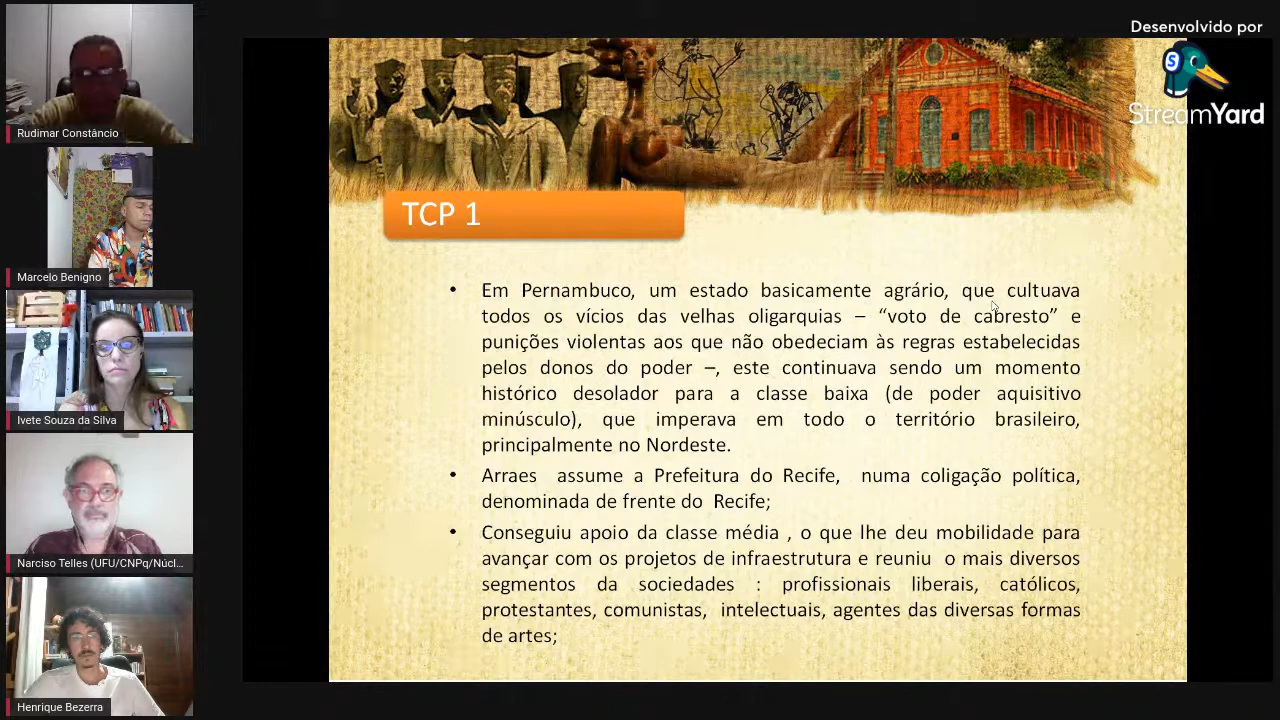 Desenvolvido por
StreamYard
Rudimar Constâncio
Marcelo Benigno
Ivete Souza da Silva
Narciso Telles (UFU/CNPq/Núcl...
Henrique Bezerra
TCP 1
• Em Pernambuco, um estado basicamente agrário, que cultuava
todos os vícios das velhas oligarquias – “voto de cabresto” e
punições violentas aos que não obedeciam às regras estabelecidas
pelos donos do poder –, este continuava sendo um momento
histórico desolador para a classe baixa (de poder aquisitivo
minúsculo), que imperava em todo o território brasileiro,
principalmente no Nordeste.
• Arraes assume a Prefeitura do Recife, numa coligação política,
denominada de frente do Recife;
• Conseguiu apoio da classe média , o que lhe deu mobilidade para
avançar com os projetos de infraestrutura e reuniu o mais diversos
segmentos da sociedades : profissionais liberais, católicos,
protestantes, comunistas, intelectuais, agentes das diversas formas
de artes;